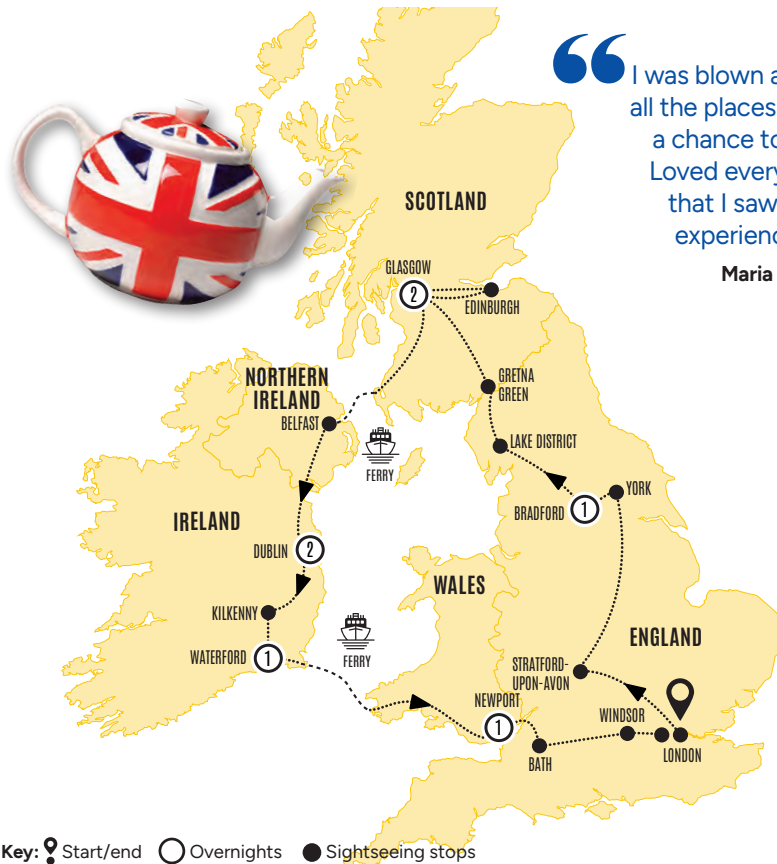 I was blown a
all the places
a chance to
Loved every
that I saw
experienc
Maria
SCOTLAND
GLASGOW
2
EDINBURGH
GRETNA
GREEN
NORTHERN
IRELAND
BELFAST
FERRY
LAKE DISTRICT
YORK
BRADFORD
1
IRELAND
DUBLIN
2
WALES
KILKENNY
FERRY
ENGLAND
WATERFORD
1
STRATFORD-
UPON-AVON
NEWPORT
1
WINDSOR
BATH
LONDON
Key: Start/end Overnights Sightseeing stops